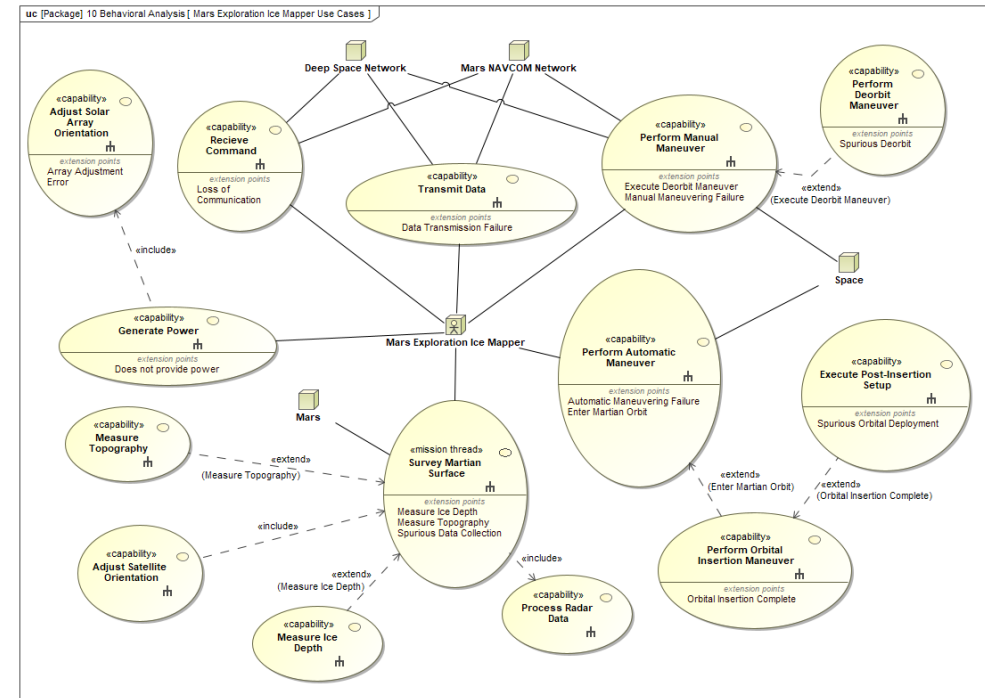 uc [Package] 10 Behavioral Analysis [ Mars Exploration Ice Mapper Use Cases ]
Deep Space Network
Mars NAVCOM Network
«capability»
Adjust Solar
Array
Orientation
extension points
Array Adjustment
Error
«capability»
Recieve
Command
extension points
Loss of
Communication
«capability»
Transmit Data
extension points
Data Transmission Failure
«capability»
Perform Manual
Maneuver
extension points
Execute Deorbit Maneuver
Manual Maneuvering Failure
«capability»
Perform
Deorbit
Maneuver
extension points
Spurious Deorbit
«extend»
(Execute Deorbit Maneuver)
«include»
Space
«capability»
Generate Power
extension points
Does not provide power
Mars Exploration Ice Mapper
«capability»
Perform Automatic
Maneuver
extension points
Automatic Maneuvering Failure
Enter Martian Orbit
«capability»
Execute Post-Insertion
Setup
extension points
Spurious Orbital Deployment
Mars
«capability»
Measure
Topography
«extend»
(Measure Topography)
«mission thread»
Survey Martian
Surface
extension points
Measure Ice Depth
Measure Topography
Spurious Data Collection
«extend»
(Enter Martian Orbit)
«extend»
(Orbital Insertion Complete)
«include»
«capability»
Adjust Satellite
Orientation
«extend»
(Measure Ice Depth)
«include»
«capability»
Perform Orbital
Insertion Maneuver
extension points
Orbital Insertion Complete
«capability»
Measure Ice
Depth
«capability»
Process Radar
Data